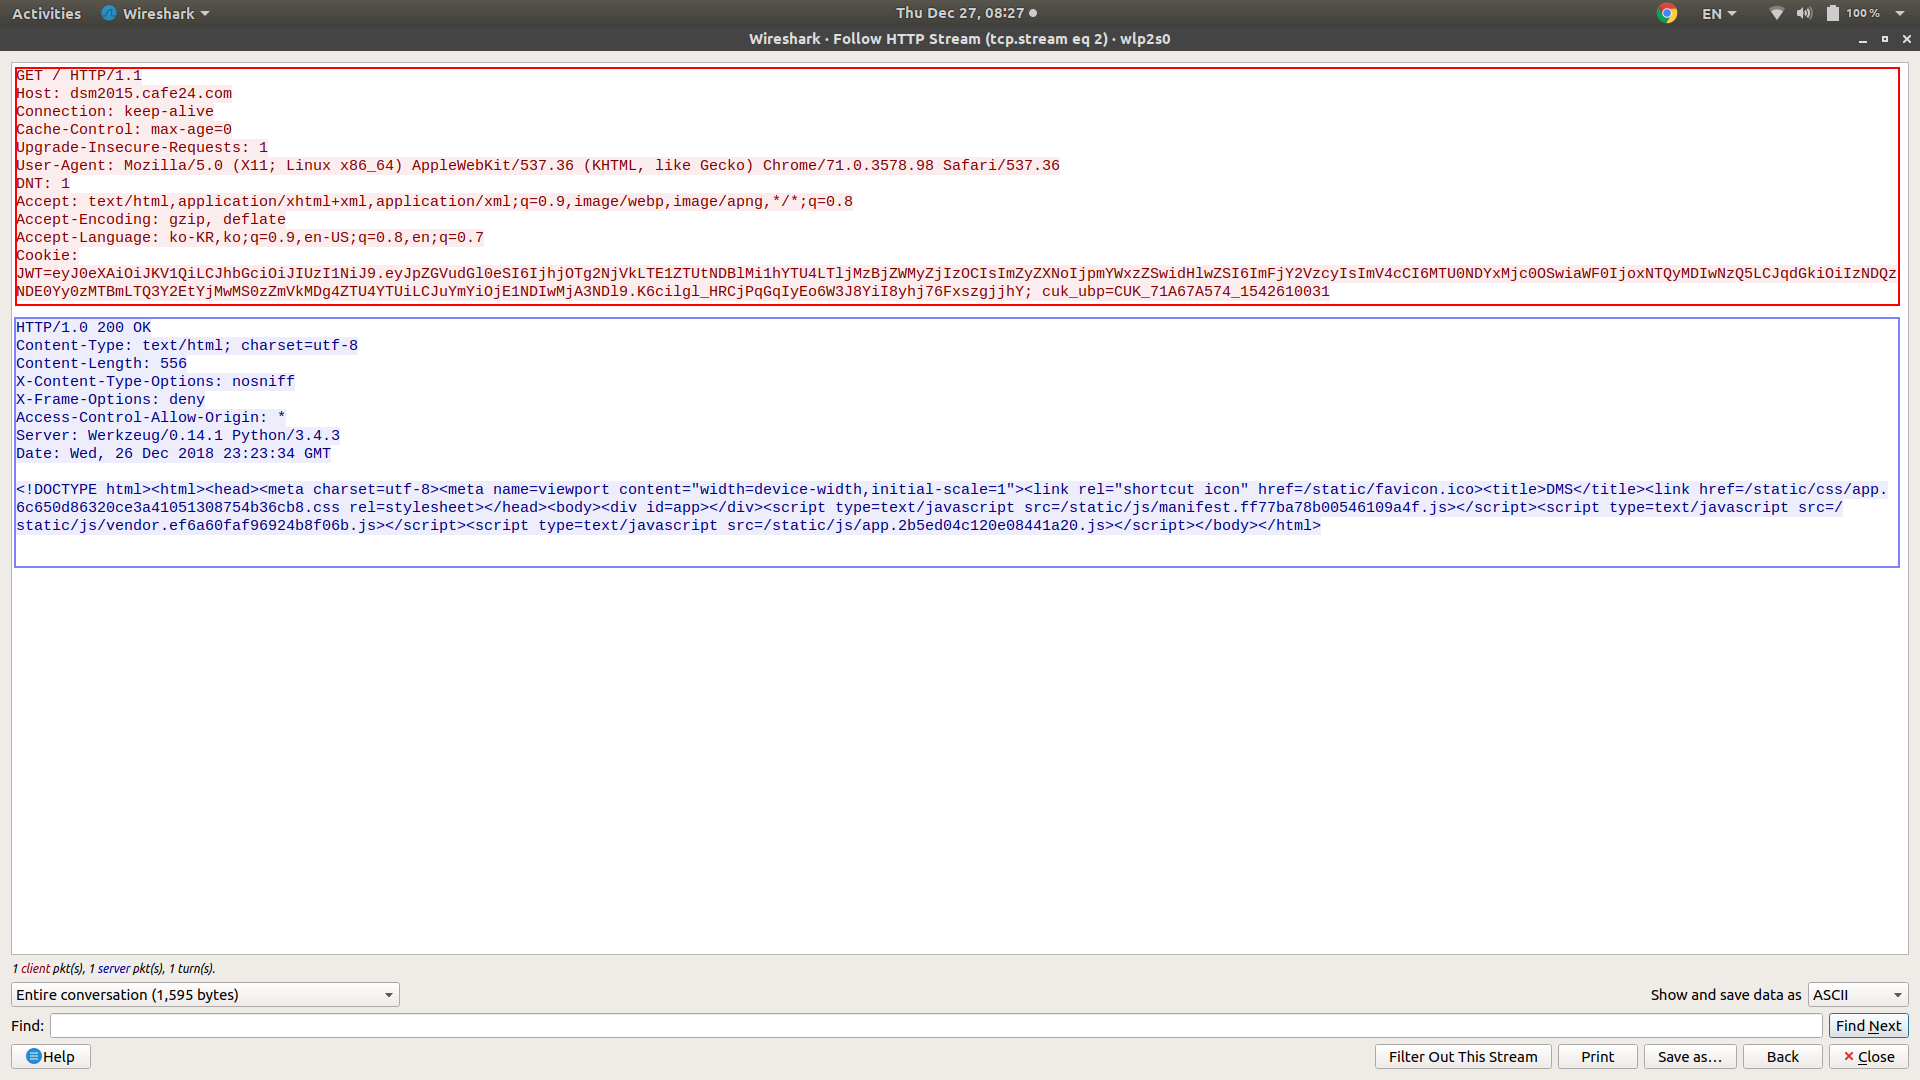 Activities Wireshark Thu Dec 27, 08:27 EN 100 %
Wireshark · Follow HTTP Stream (tcp.stream eq 2) · wlp2s0
GET / HTTP/1.1
Host: dsm2015.cafe24.com
Connection: keep-alive
Cache-Control: max-age=0
Upgrade-Insecure-Requests: 1
User-Agent: Mozilla/5.0 (X11; Linux x86_64) AppleWebKit/537.36 (KHTML, like Gecko) Chrome/71.0.3578.98 Safari/537.36
DNT: 1
Accept: text/html,application/xhtml+xml,application/xml;q=0.9,image/webp,image/apng,*/*;q=0.8
Accept-Encoding: gzip, deflate
Accept-Language: ko-KR,ko;q=0.9,en-US;q=0.8,en;q=0.7
Cookie:
JWT=eyJ0eXAiOiJKV1QiLCJhbGciOiJIUzI1NiJ9.eyJpZGVudGl0eSI6IjhjOTg2NjVkLTE1ZTUtNDBlMi1hYTU4LTljMzBjZWMyZjIzOCIsImZyZXNoIjpmYWxzZSwidHlwZSI6ImFjY2VzcyIsImV4cCI6MTU0NDYxMjc0OSwiaWF0IjoxNTQyMDIwNzQ5LCJqdGkiOiIzNDQz
NDE0Yy0zMTBmLTQ3Y2EtYjMwMS0zZmVkMDg4ZTU4YTUiLCJuYmYiOjE1NDIwMjA3NDl9.K6cilgl_HRCjPqGqIyEo6W3J8YiI8yhj76FxszgjjhY; cuk_ubp=CUK_71A67A574_1542610031
HTTP/1.0 200 OK
Content-Type: text/html; charset=utf-8
Content-Length: 556
X-Content-Type-Options: nosniff
X-Frame-Options: deny
Access-Control-Allow-Origin: *
Server: Werkzeug/0.14.1 Python/3.4.3
Date: Wed, 26 Dec 2018 23:23:34 GMT
<!DOCTYPE html><html><head><meta charset=utf-8><meta name=viewport content="width=device-width,initial-scale=1"><link rel="shortcut icon" href=/static/favicon.ico><title>DMS</title><link href=/static/css/app.
6c650d86320ce3a41051308754b36cb8.css rel=stylesheet></head><body><div id=app></div><script type=text/javascript src=/static/js/manifest.ff77ba78b00546109a4f.js></script><script type=text/javascript src=/
static/js/vendor.ef6a60faf96924b8f06b.js></script><script type=text/javascript src=/static/js/app.2b5ed04c120e08441a20.js></script></body></html>
1 client pkt(s), 1 server pkt(s), 1 turn(s).
Entire conversation (1,595 bytes) Show and save data as ASCII
Find: Find Next
Help Filter Out This Stream Print Save as… Back Close